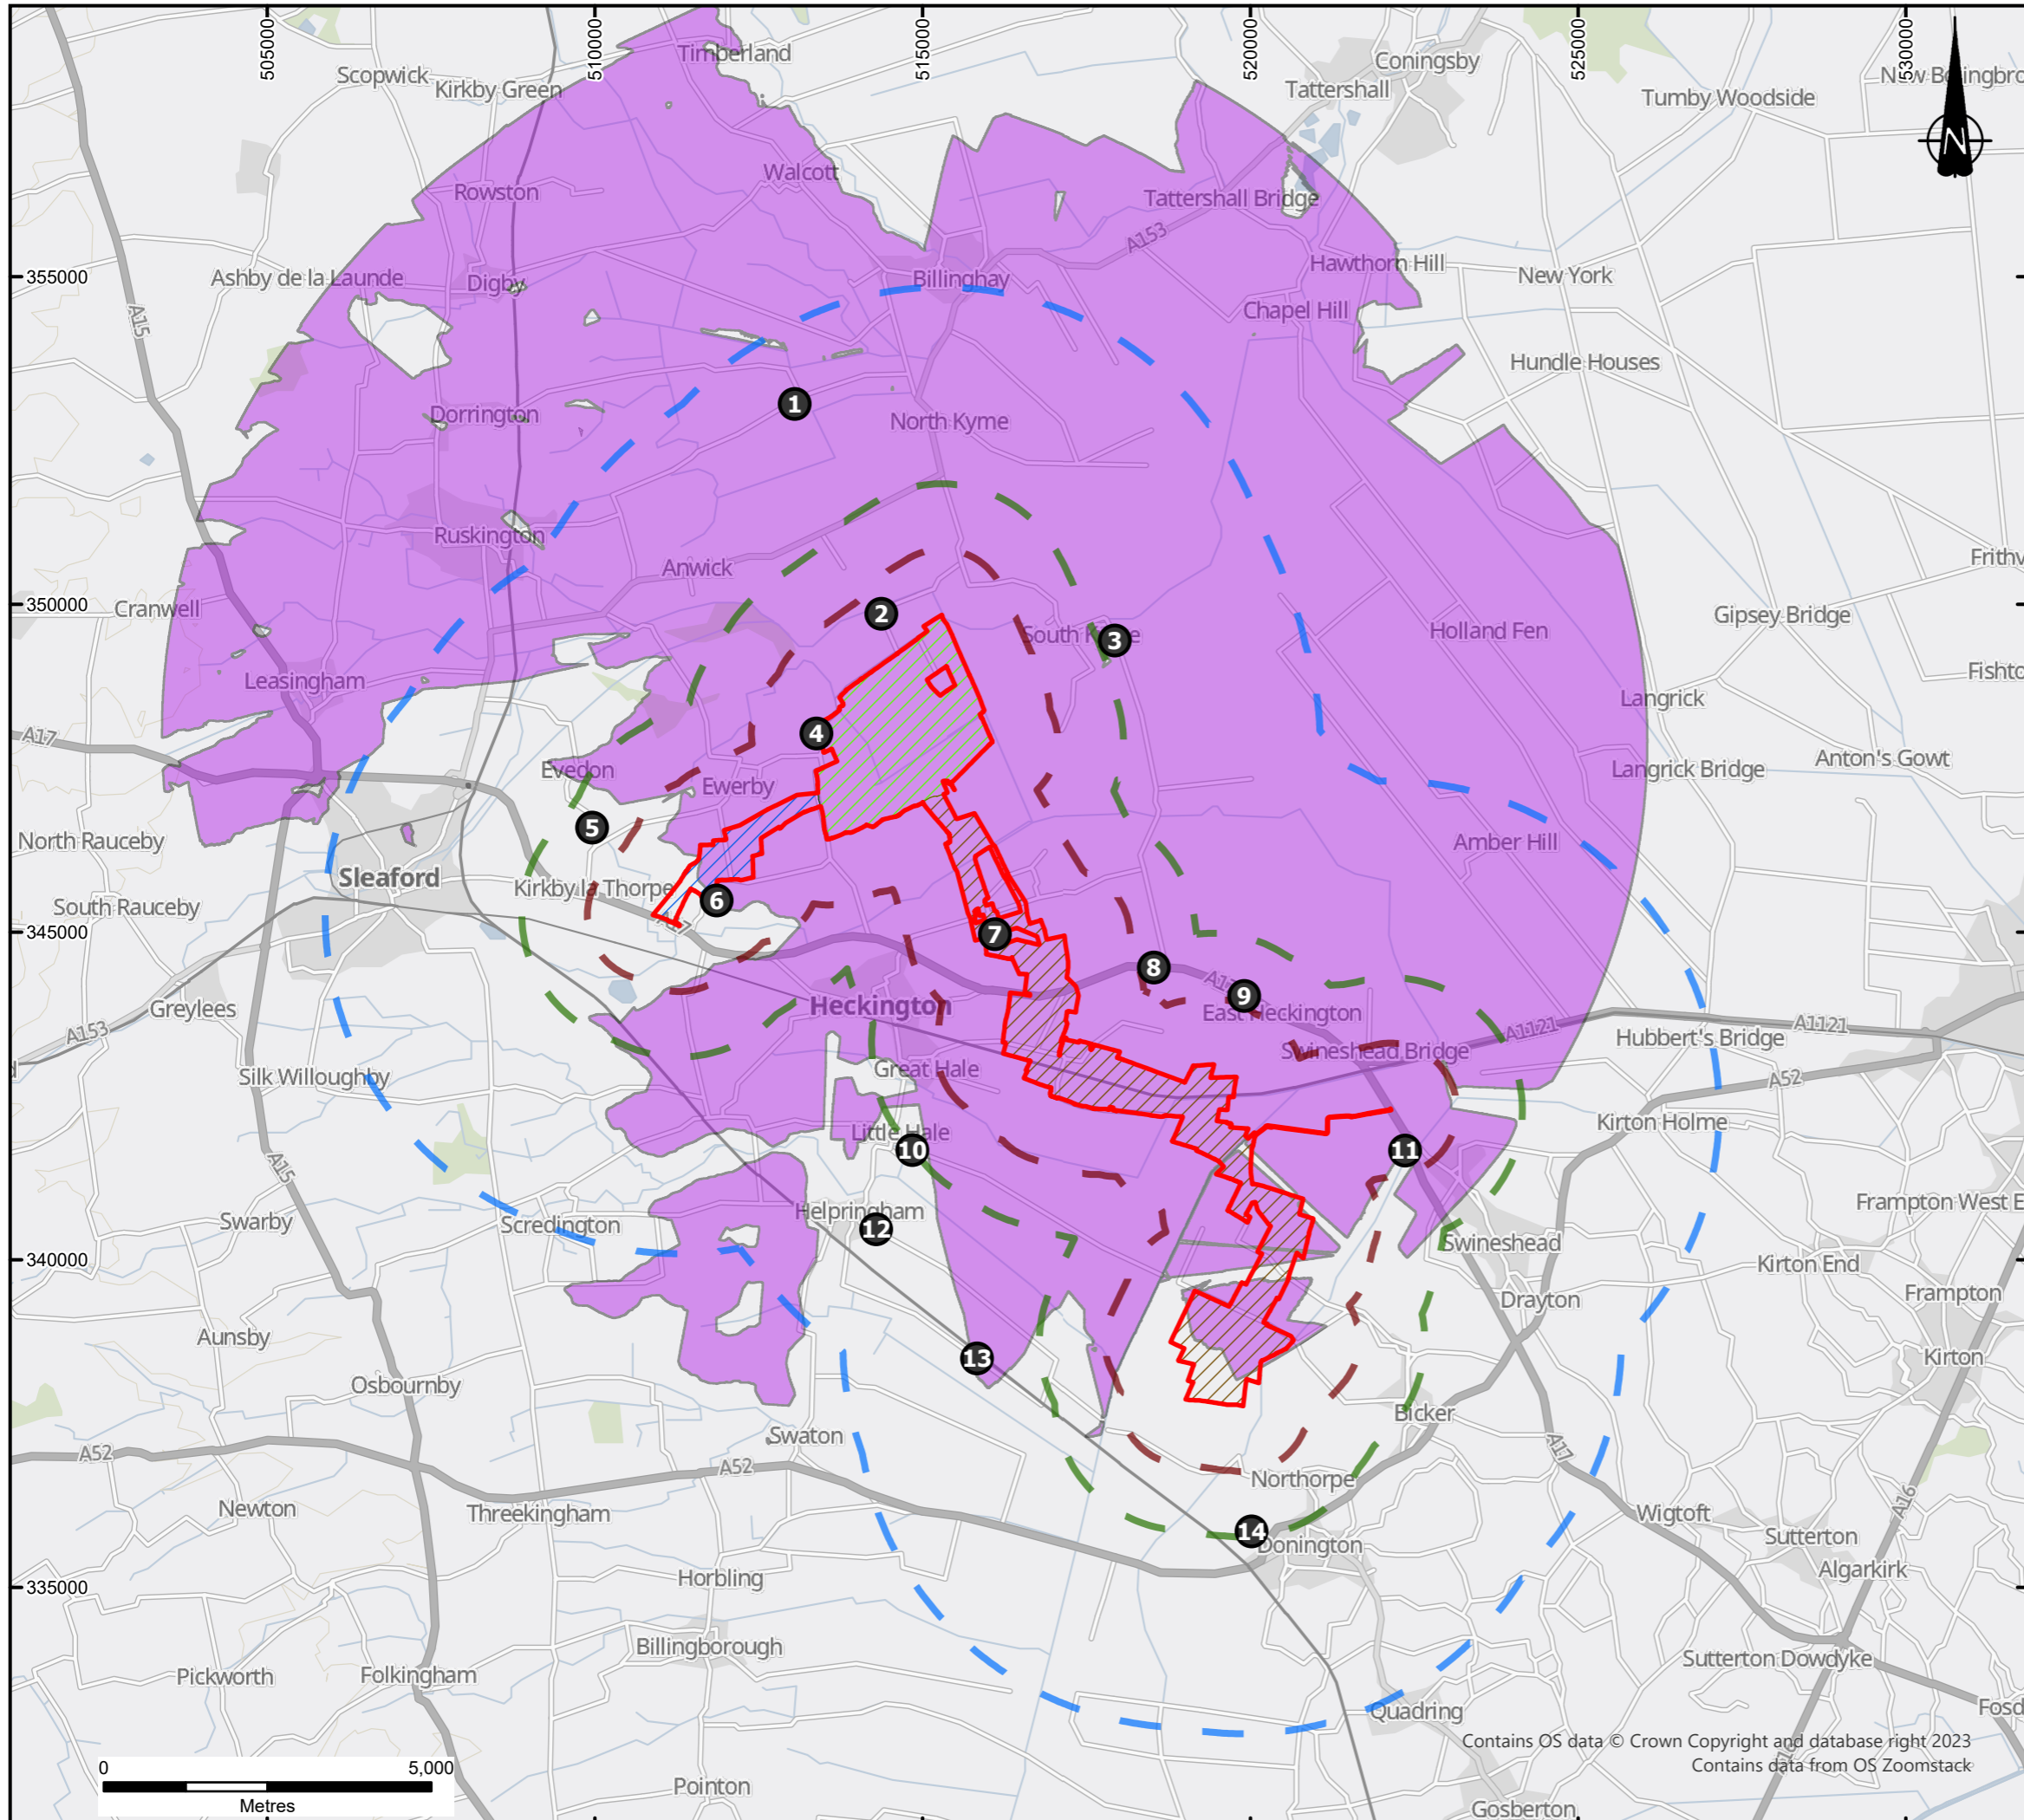 505000
510000
515000
520000
525000
530000
Timberland
Scopwick
Kirkby Green
Coningsby
Tattershall
Tumby Woodside
Walcott
Rowston
Tattershall Bridge
A153
N
355000
Ashby de la Launde
Digby
Billinghay
Hawthorn Hill
New York
Chapel Hill
A15
Hundle Houses
1
Dorrington
North Kyme
Ruskington
Anwick
350000
Cranwell
2
3
Holland Fen
Gipsey Bridge
Leasingham
Langrick
A17
4
Evedon
Ewerby
Langrick Bridge
Anton's Gowt
North Rauceby
5
Amber Hill
Sleaford
Kirkby la Thorpe
South Rauceby
6
345000
7
8
9
Greylees
Heckington
East Heckington
A153
A1121
A1121
Hubbert's Bridge
Swineshead Bridge
Silk Willoughby
Great Hale
A52
Little Hale
Kirton Holme
10
11
A15
Swarby
Scredington
Helpringham
12
Swineshead
340000
Kirton End
Drayton
Frampton
Aunsby
13
Kirton
Osbournby
Bicker
Swaton
A52
A52
A17
Northorpe
Newton
Threekingham
A16
Wigtoft
14
Donington
Sutterton
Algarkirk
335000
Horbling
Billingborough
Pickworth
Folkingham
Sutterton Dowdyke
Quadring
Contains OS data © Crown Copyright and database right 2023
Contains data from OS Zoomstack
0 5,000
Metres
Pointon
Gosberton